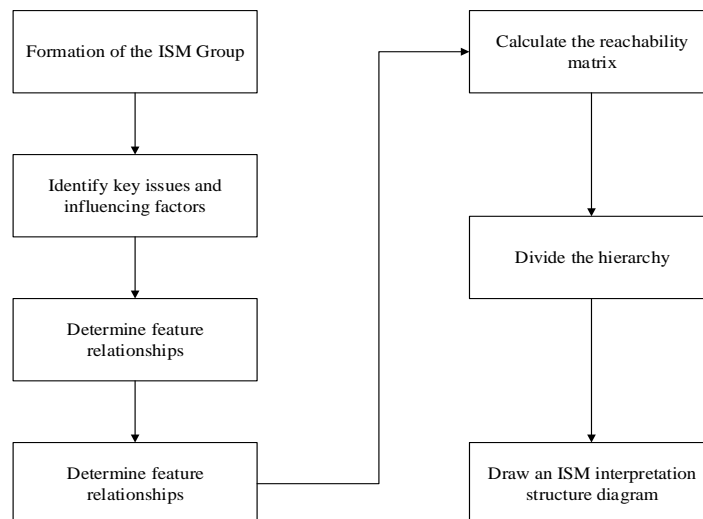 Formation of the ISM Group
Identify key issues and
influencing factors
Determine feature
relationships
Determine feature
relationships
Calculate the reachability
matrix
Divide the hierarchy
Draw an ISM interpretation
structure diagram